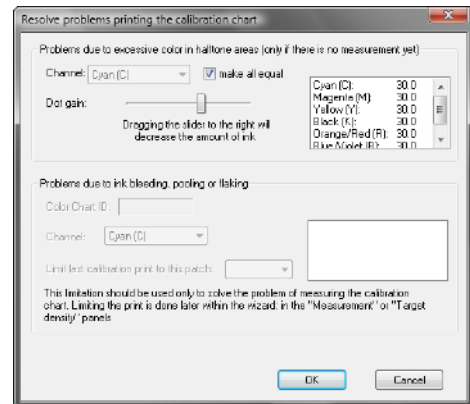 Resolve problems printing the calibration chart
Problems due to excessive color in halftone areas (only if there is no measurement yet)
Channel: Cyan (C) make all equal
Dot gain:
Dragging the slider to the right will
decrease the amount of ink
Cyan (C): 30.0
Magenta (M): 30.0
Yellow (Y): 30.0
Black (K): 30.0
Orange/Red (R): 30.0
Blue/Violet (B): 30.0
Problems due to ink bleeding, pooling or flaking
Color Chart ID:
Channel: Cyan (C)
Limit last calibration print to this patch:
This limitation should be used only to solve the problem of measuring the calibration
chart. Limiting the print is done later within the wizard: in the "Measurement" or "Target
density" panels
OK Cancel